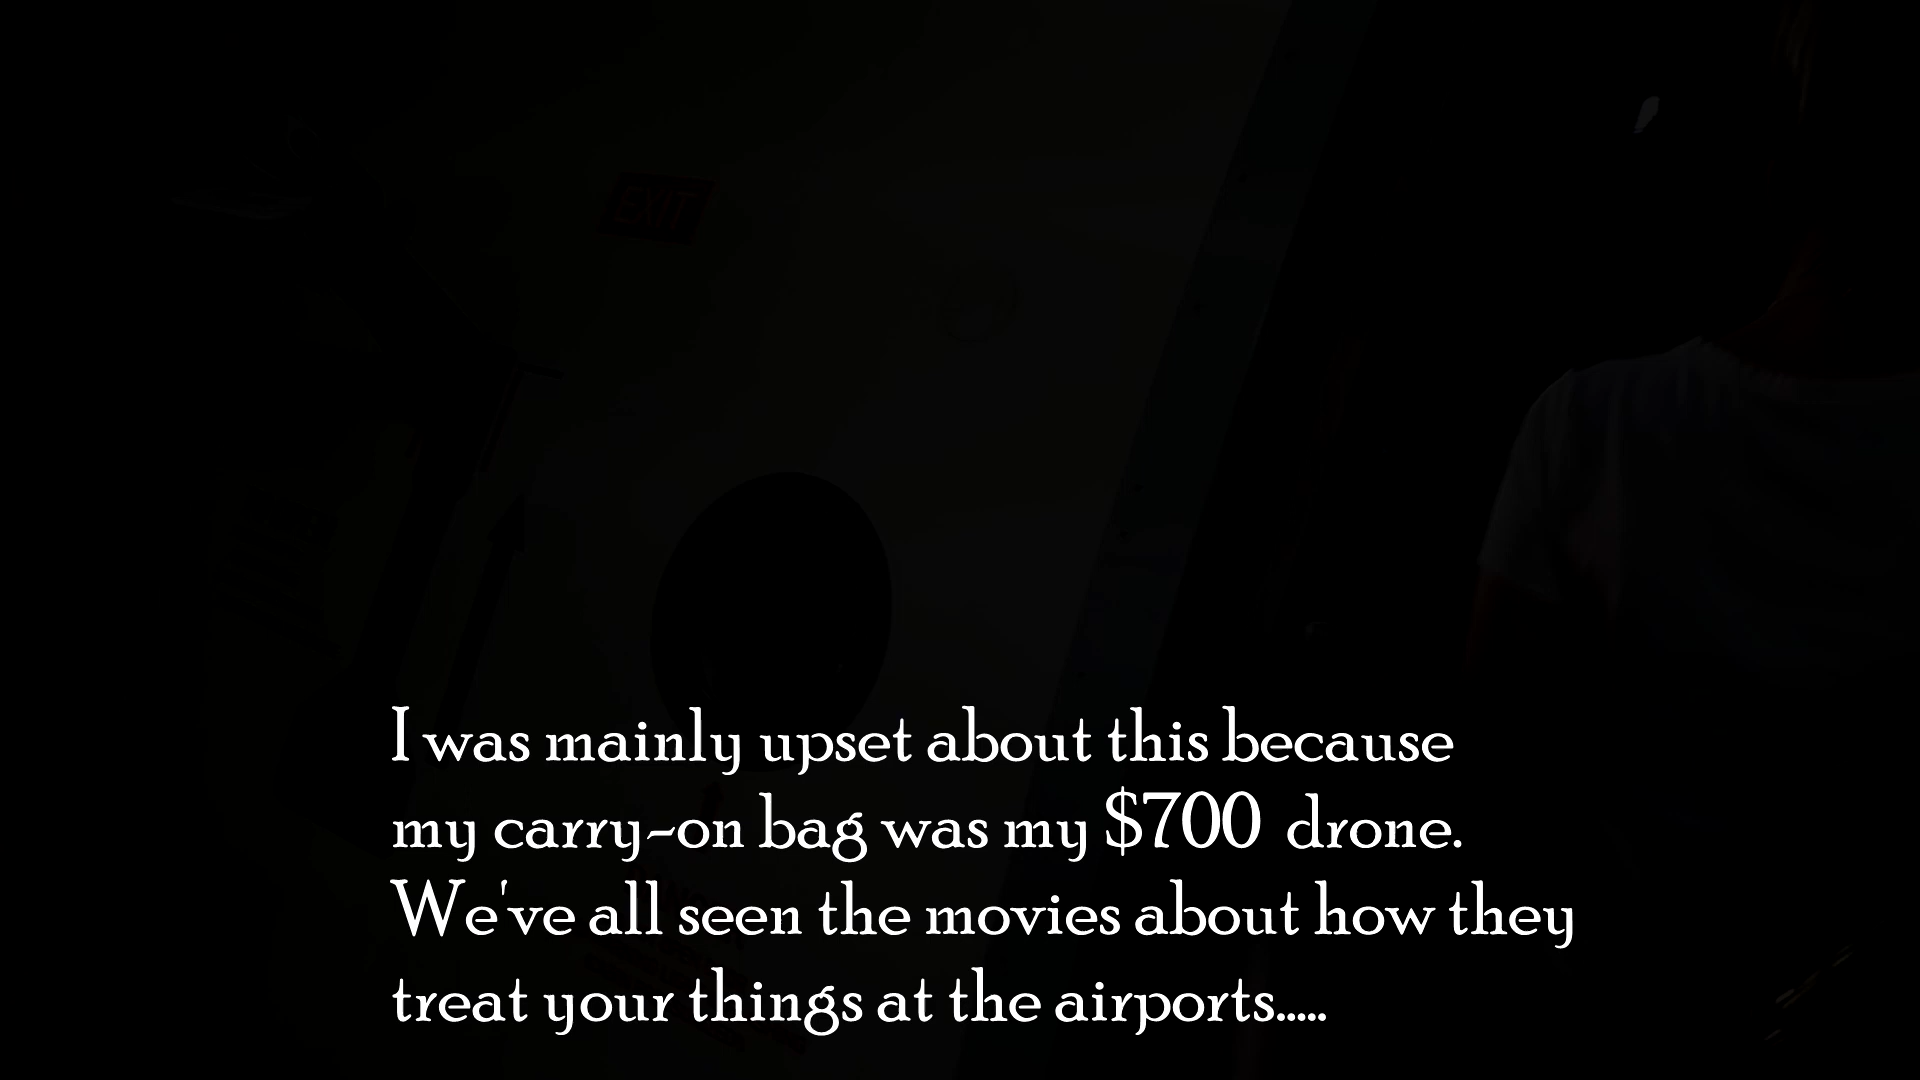 EXIT
I was mainly upset about this because
my carry-on bag was my $700 drone.
We've all seen the movies about how they
treat your things at the airports.....